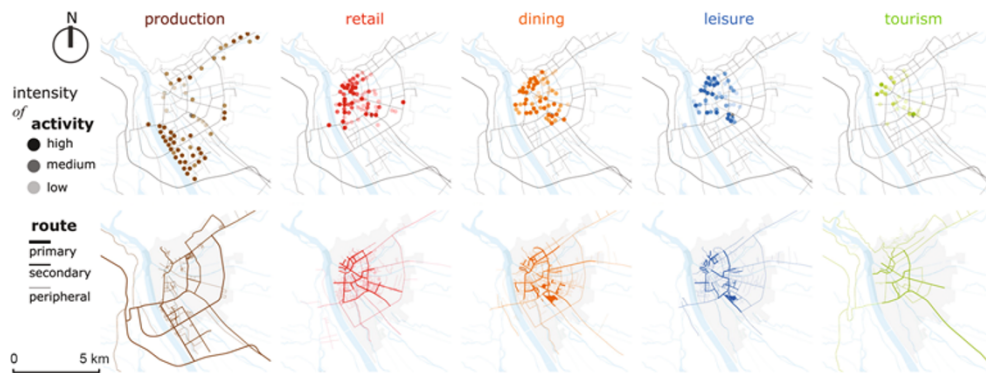 N
production
retail
dining
leisure
tourism
intensity
of
activity
high
medium
low
route
primary
secondary
peripheral
0 5 km